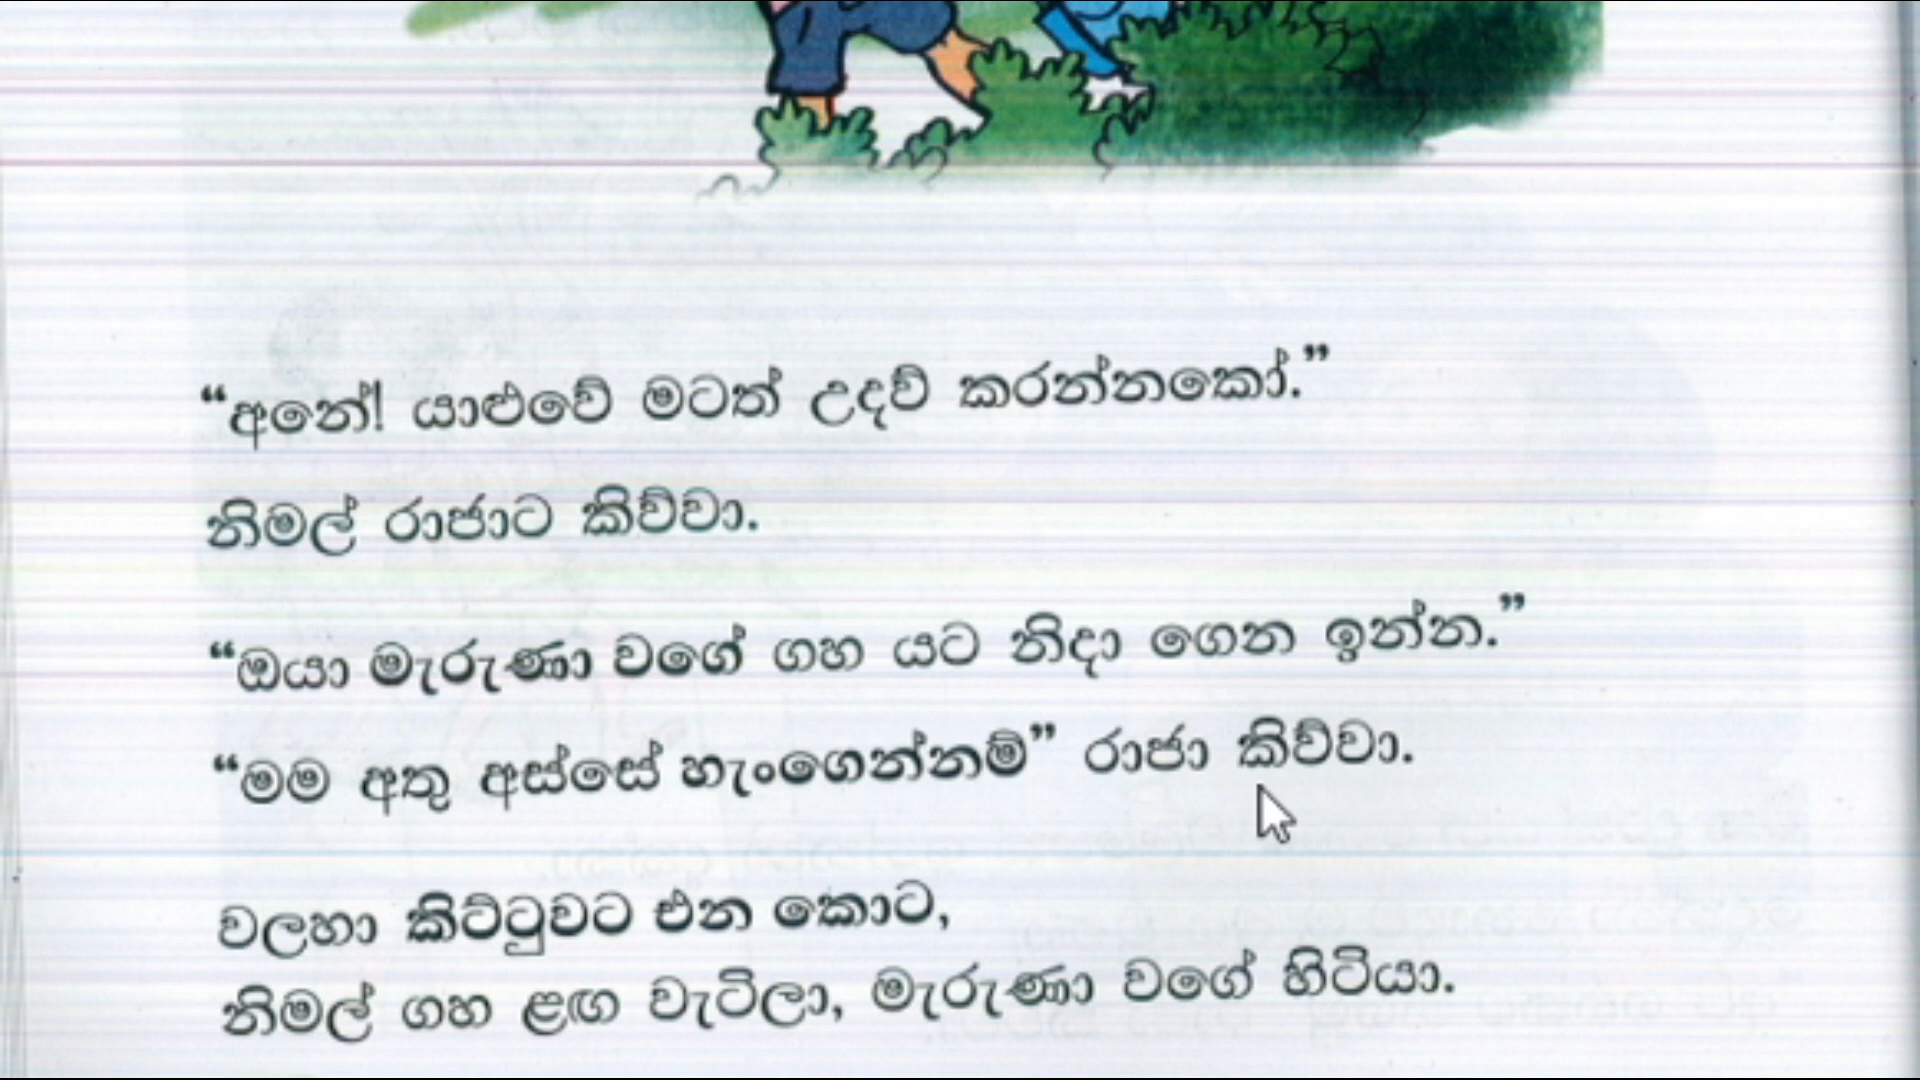 “අනේ! යාළුවේ මටත් උදව් කරන්නකෝ.”
නිමල් රාජාට කිව්වා.
“ඔයා මැරුණා වගේ ගහ යට නිදා ගෙන ඉන්න.”
“මම අතු අස්සේ හැංගෙන්නම්” රාජා කිව්වා.
වලහා කිට්ටුවට එන කොට,
නිමල් ගහ ළඟ වැටිලා, මැරුණා වගේ හිටියා.